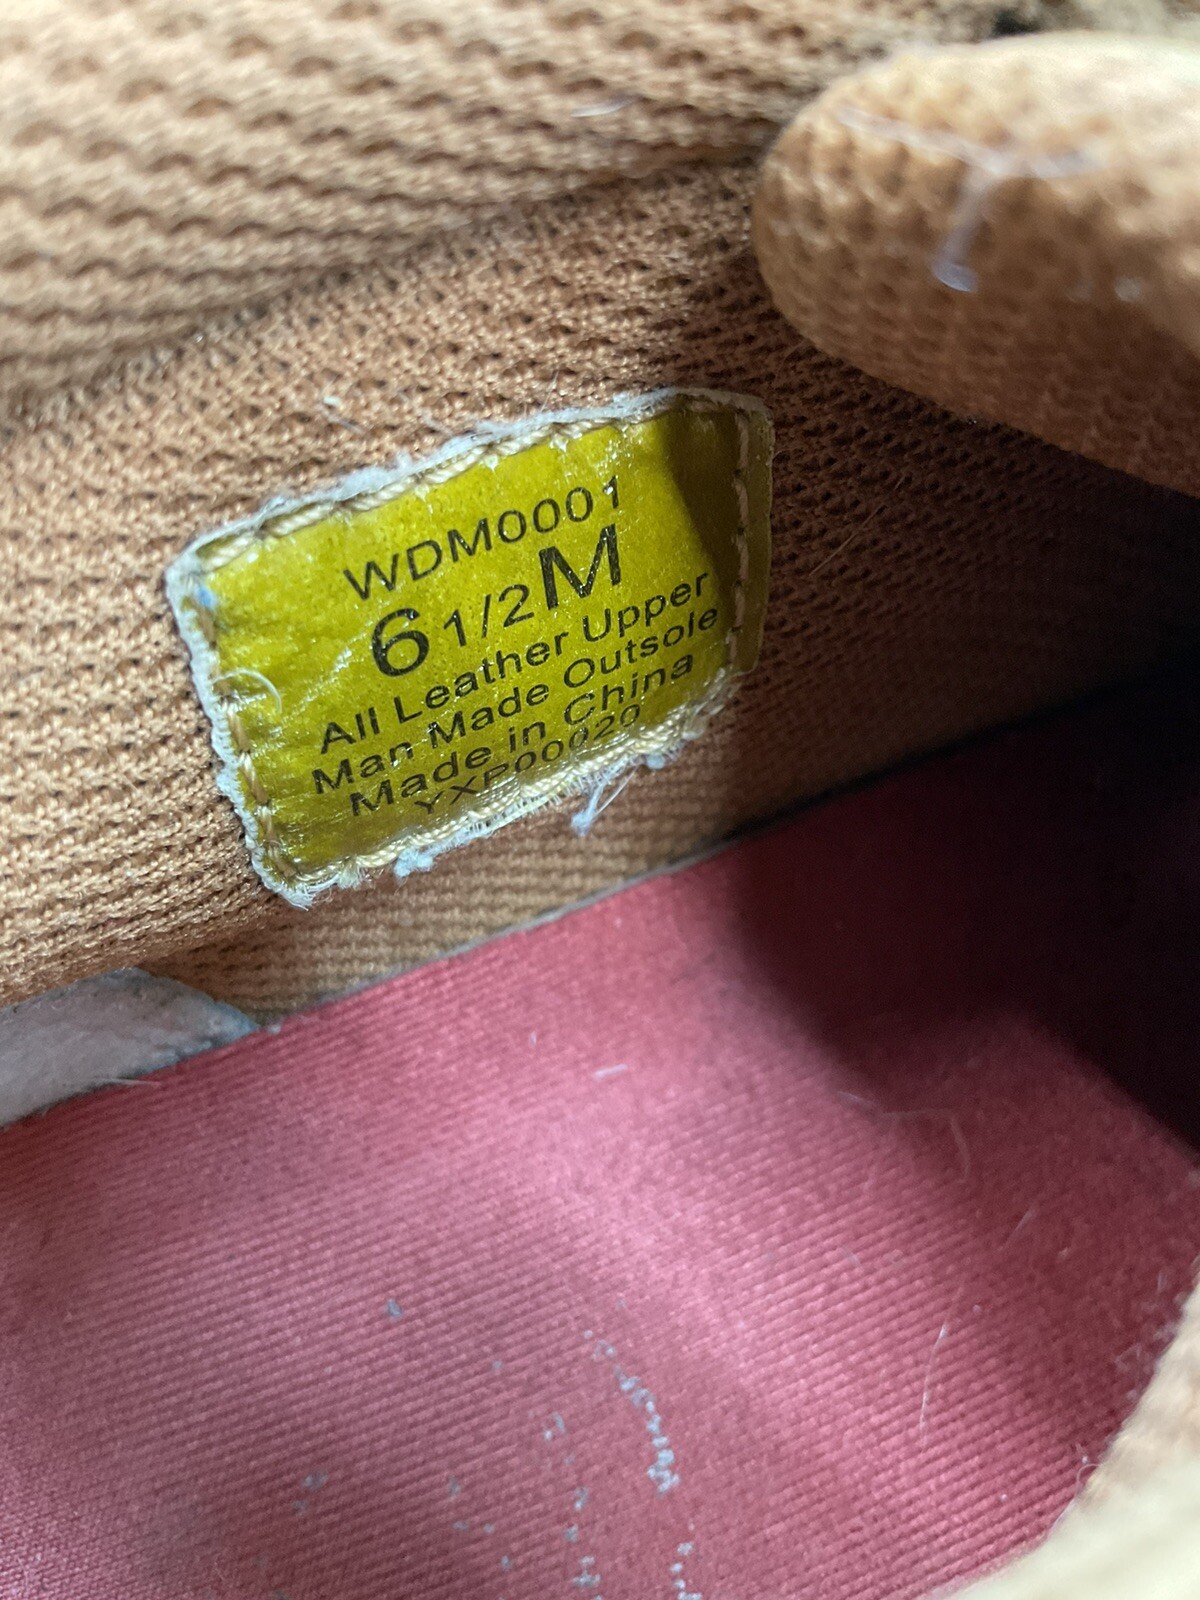 WDM0001
6 1/2 M
All Leather Upper
Man Made Outsole
Made in China
YXP00020